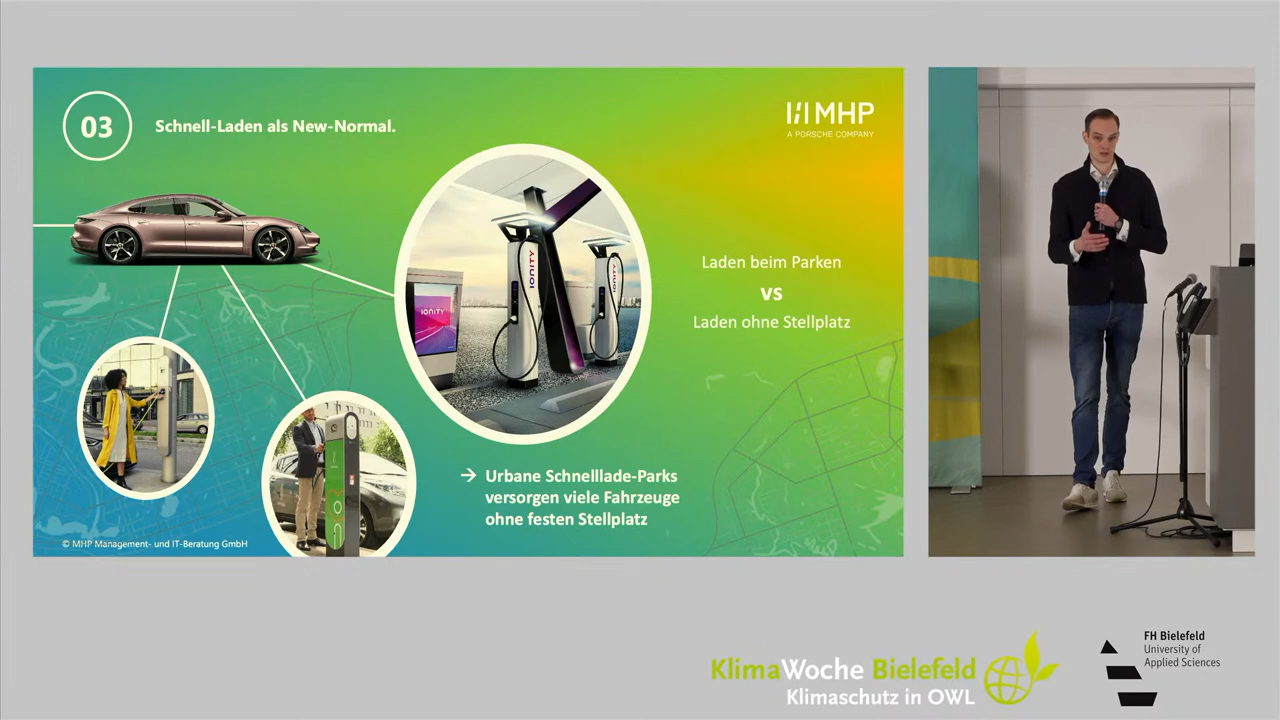 03
Schnell-Laden als New-Normal.
MHP
A PORSCHE COMPANY
IONITY
IONITY
IONITY
Laden beim Parken
VS
Laden ohne Stellplatz
→ Urbane Schnelllade-Parks
versorgen viele Fahrzeuge
ohne festen Stellplatz
© MHP Management- und IT-Beratung GmbH
KlimaWoche Bielefeld
Klimaschutz in OWL
FH Bielefeld
University of
Applied Sciences